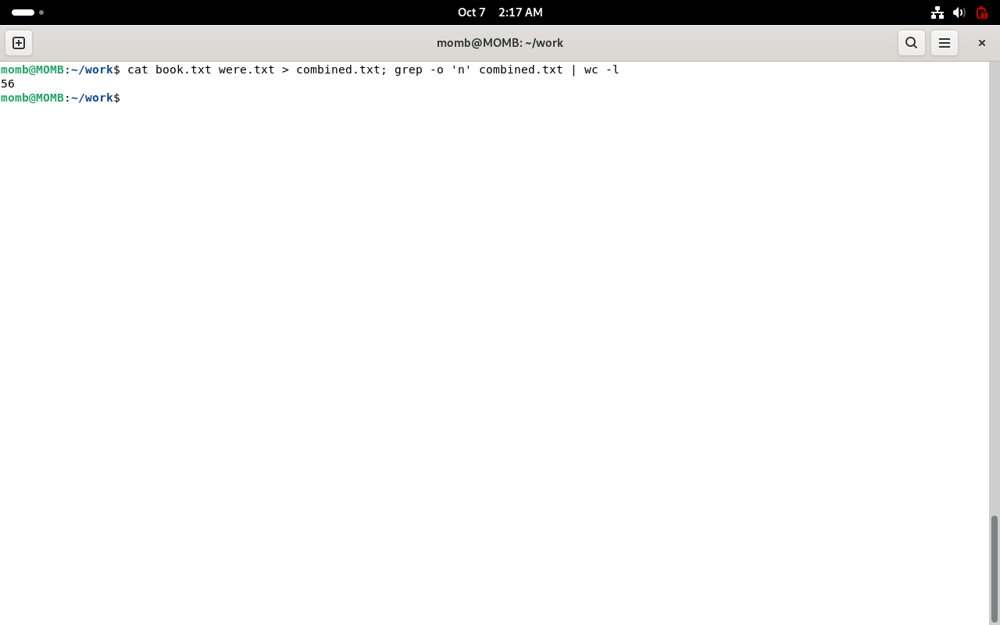 Oct 7 2:17 AM
momb@MOMB: ~/work
momb@MOMB:~/work$ cat book.txt were.txt > combined.txt; grep -o 'n' combined.txt | wc -l
56
momb@MOMB:~/work$